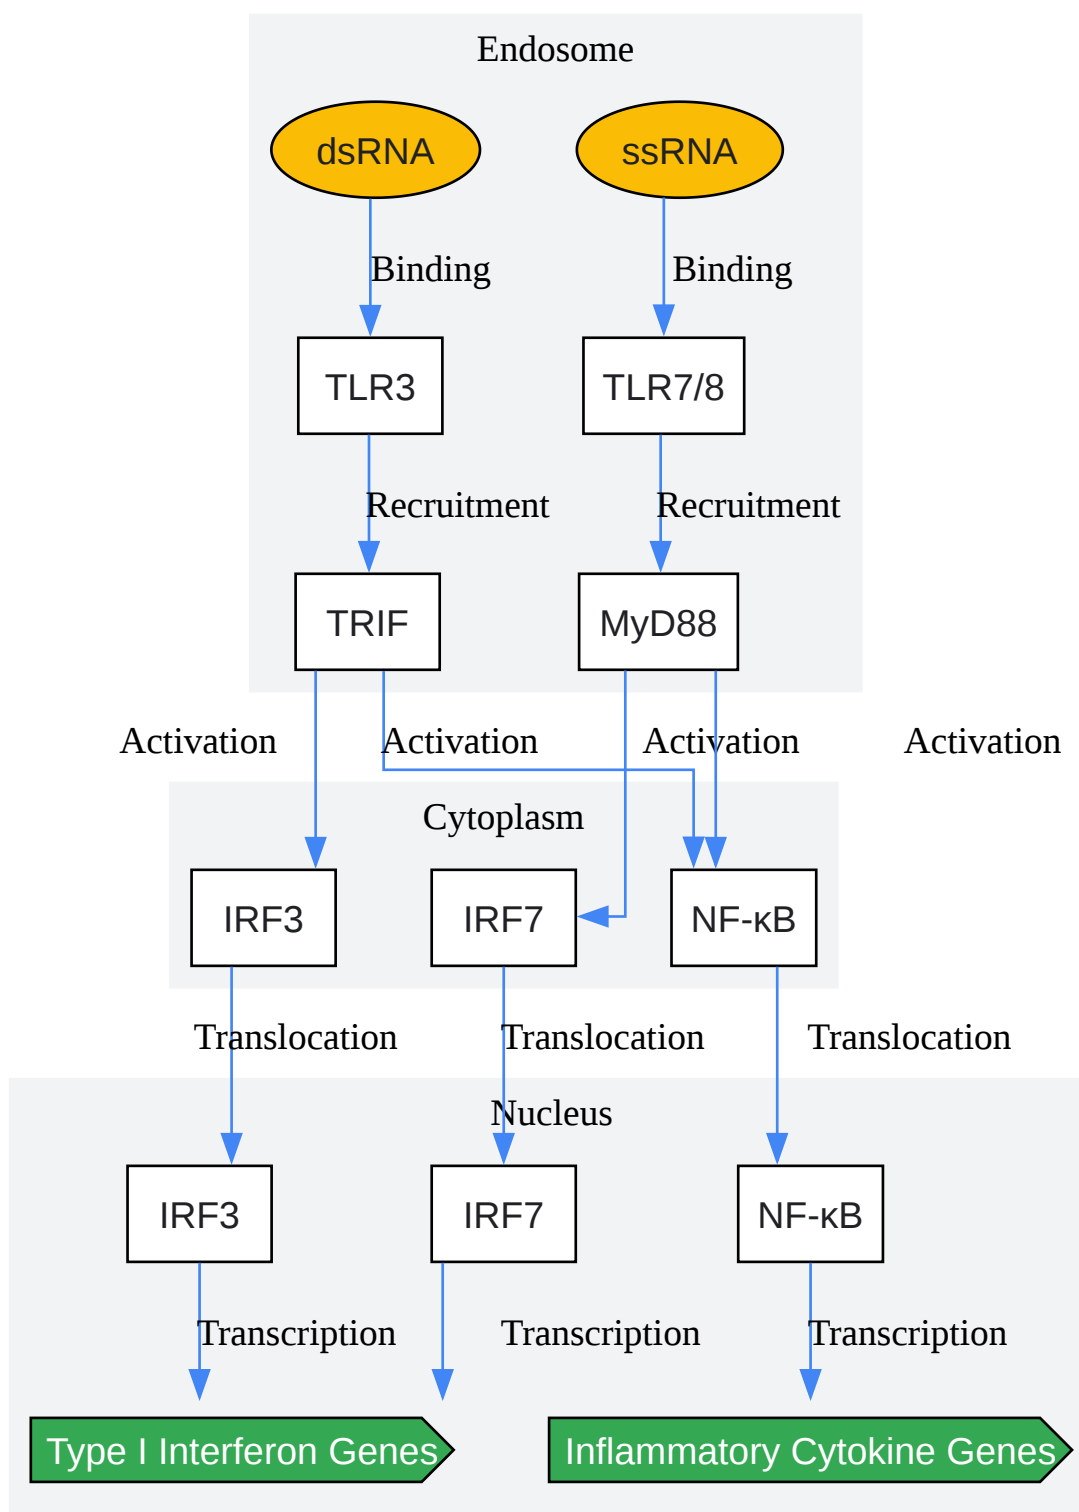 Endosome
dsRNA
ssRNA
Binding
Binding
TLR3
TLR7/8
Recruitment
Recruitment
TRIF
MyD88
Activation
Activation
Activation
Activation
Cytoplasm
IRF3
IRF7
NF-κB
Translocation
Translocation
Translocation
Nucleus
IRF3
IRF7
NF-κB
Transcription
Transcription
Transcription
Type I Interferon Genes
Inflammatory Cytokine Genes